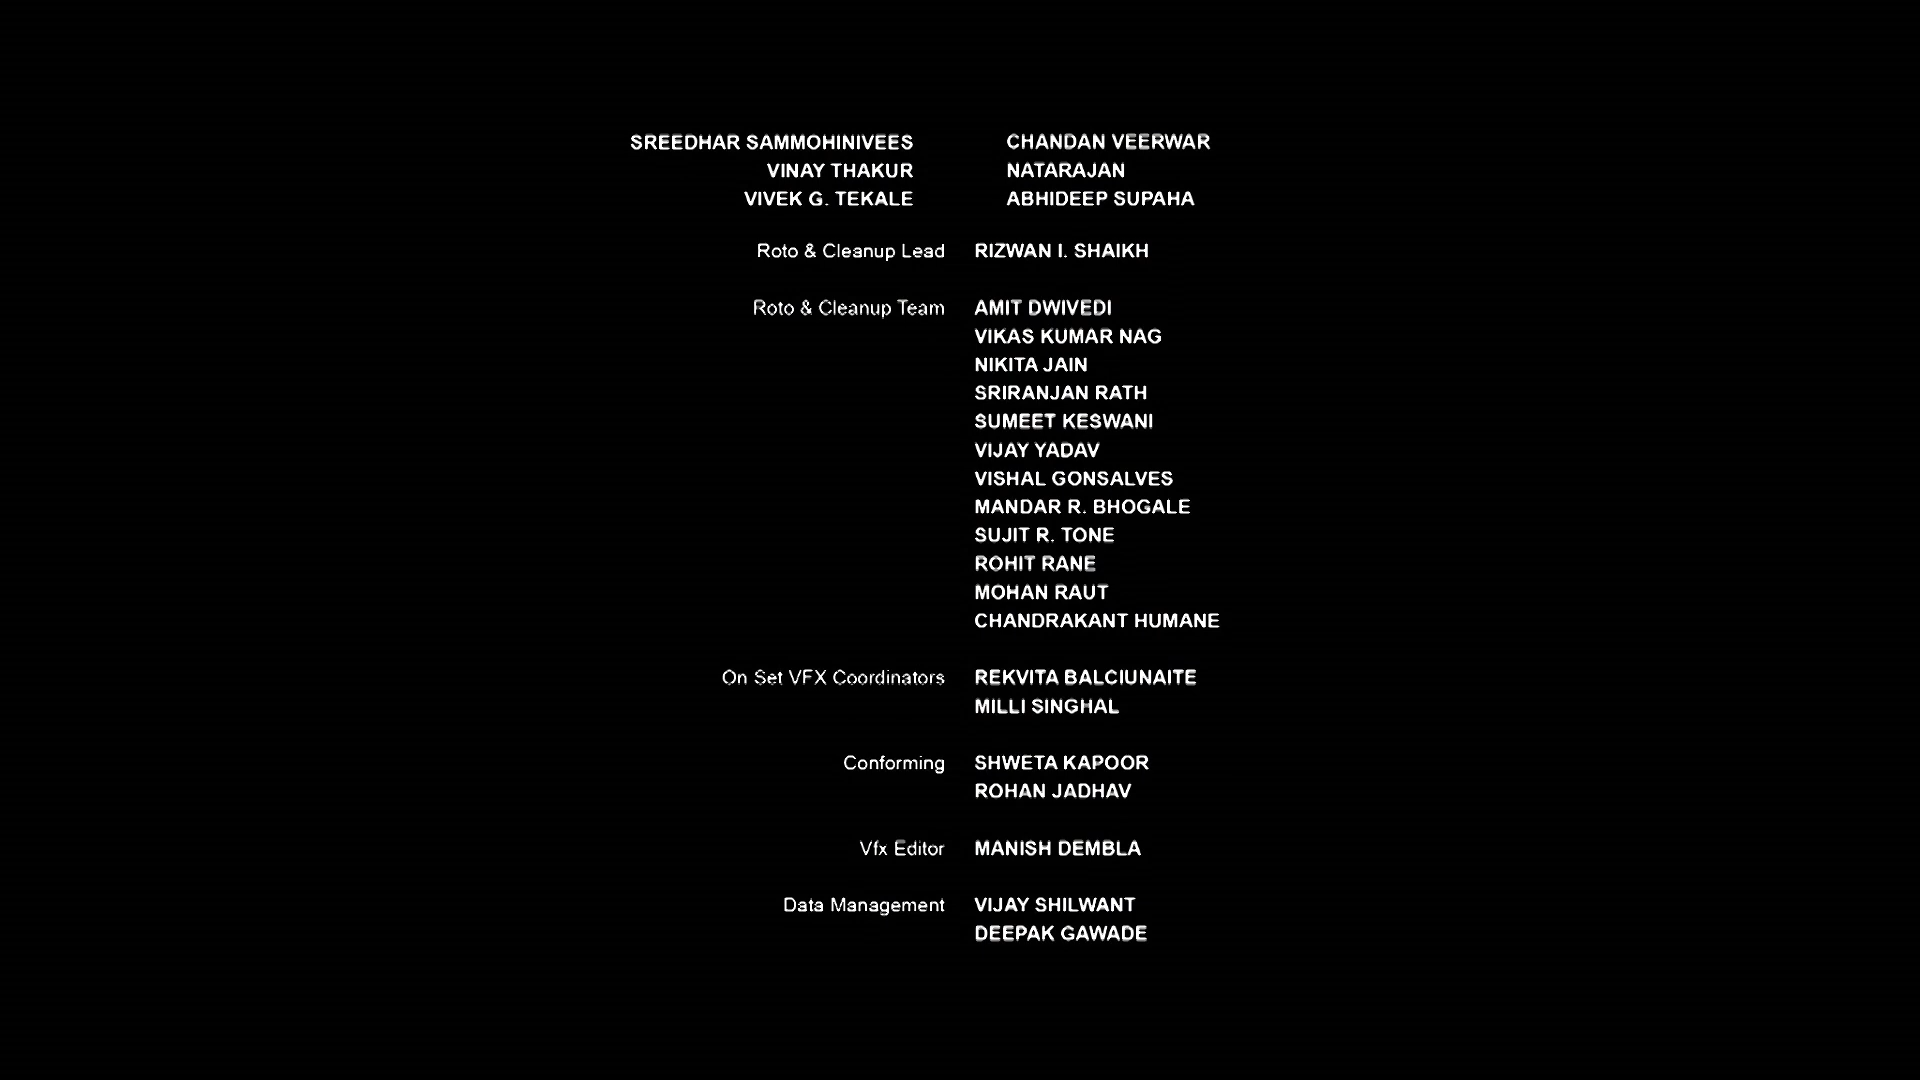 SREEDHAR SAMMOHINIVEES CHANDAN VEERWAR
VINAY THAKUR NATARAJAN
VIVEK G. TEKALE ABHIDEEP SUPAHA
Roto & Cleanup Lead RIZWAN I. SHAIKH
Roto & Cleanup Team AMIT DWIVEDI
VIKAS KUMAR NAG
NIKITA JAIN
SRIRANJAN RATH
SUMEET KESWANI
VIJAY YADAV
VISHAL GONSALVES
MANDAR R. BHOGALE
SUJIT R. TONE
ROHIT RANE
MOHAN RAUT
CHANDRAKANT HUMANE
On Set VFX Coordinators REKVITA BALCIUNAITE
MILLI SINGHAL
Conforming SHWETA KAPOOR
ROHAN JADHAV
Vfx Editor MANISH DEMBLA
Data Management VIJAY SHILWANT
DEEPAK GAWADE